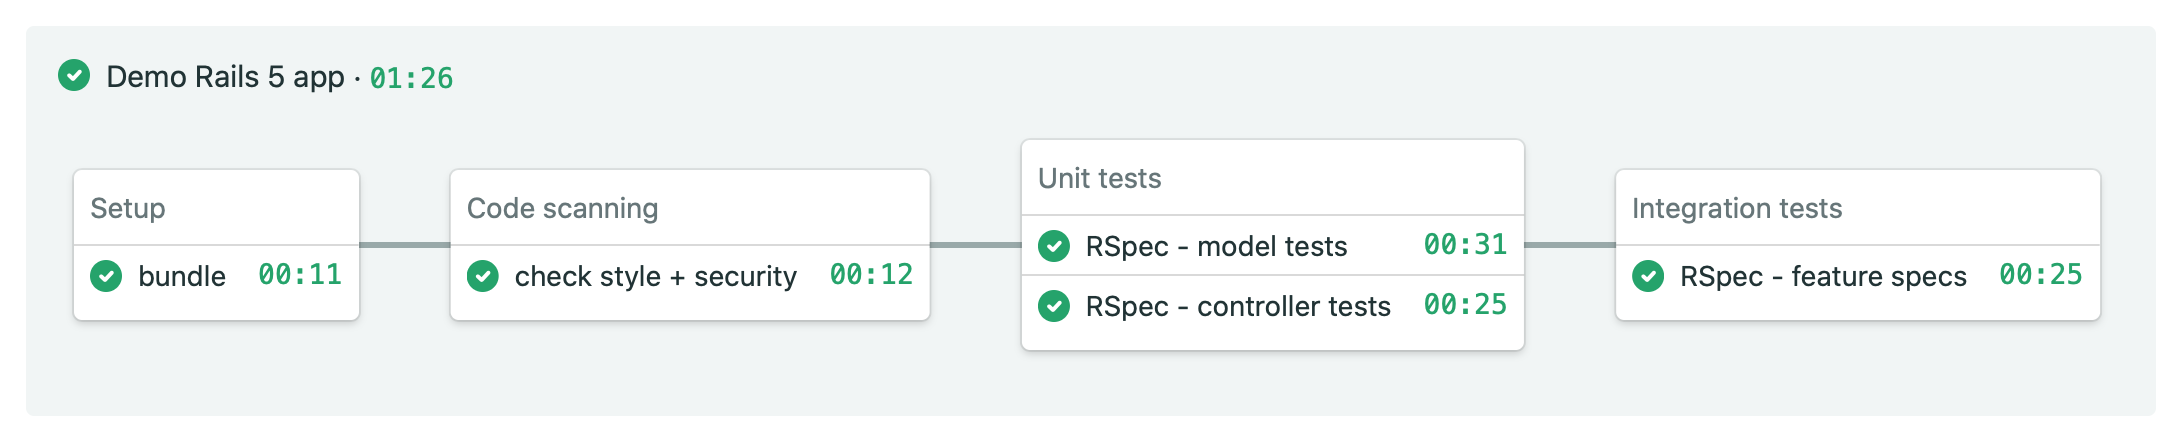 Demo Rails 5 app · 01:26
Setup
bundle 00:11
Code scanning
check style + security 00:12
Unit tests
RSpec - model tests 00:31
RSpec - controller tests 00:25
Integration tests
RSpec - feature specs 00:25